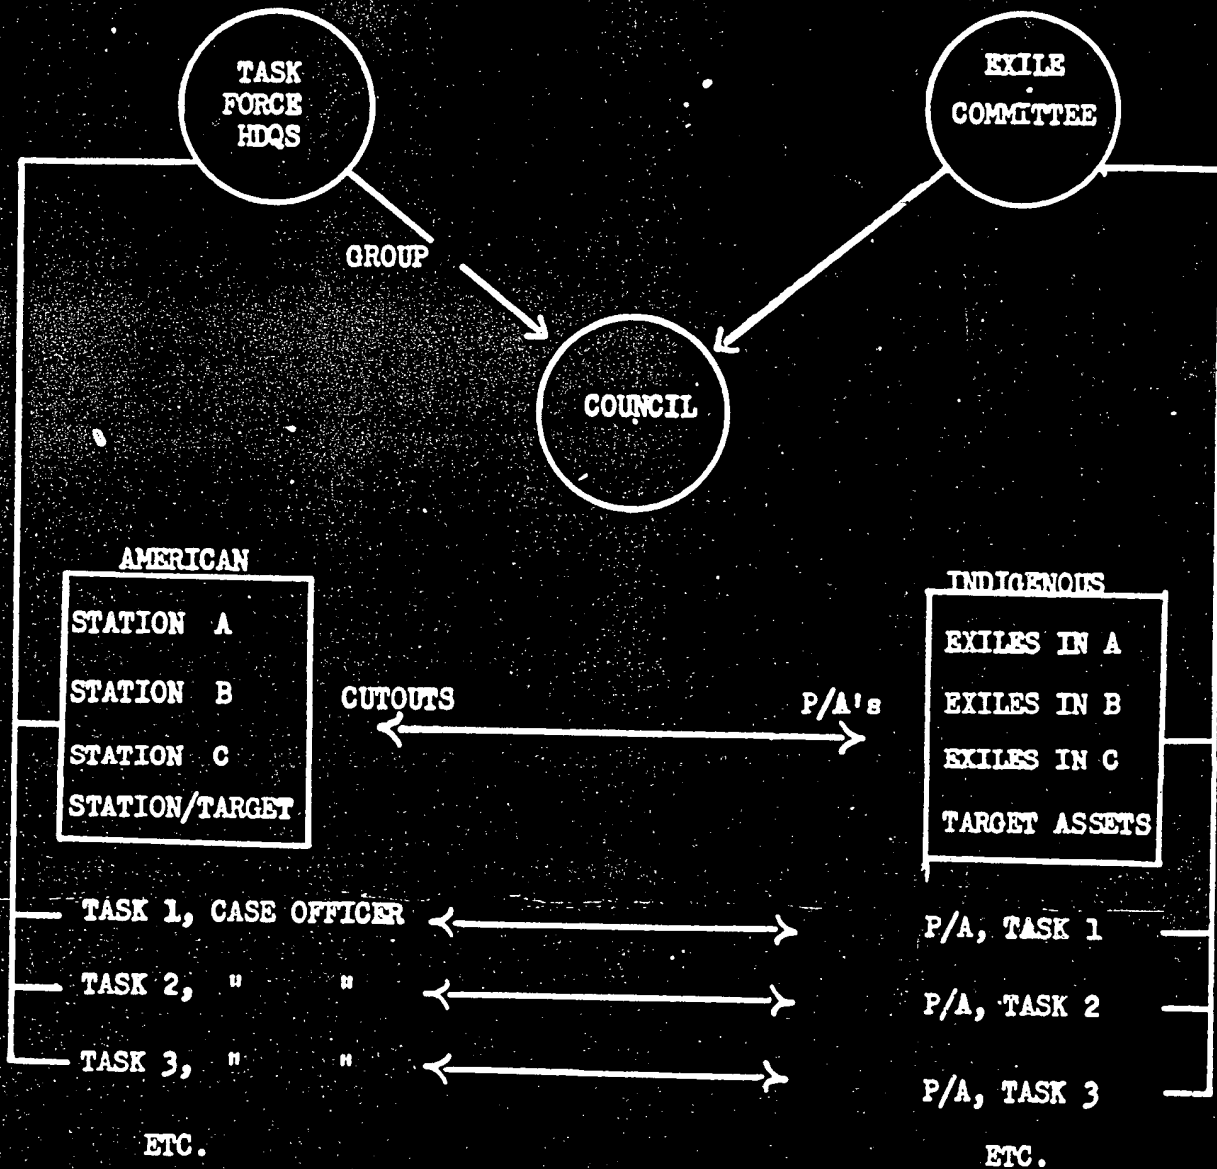 TASK
FORCE
HDQS
EXILE
COMMITTEE
GROUP
COUNCIL
AMERICAN
STATION A
STATION B
STATION C
STATION/TARGET
CUTOUTS
P/A's
INDIGENOUS
EXILES IN A
EXILES IN B
EXILES IN C
TARGET ASSETS
TASK 1, CASE OFFICER
P/A, TASK 1
TASK 2, " "
P/A, TASK 2
TASK 3, " "
P/A, TASK 3
ETC.
ETC.